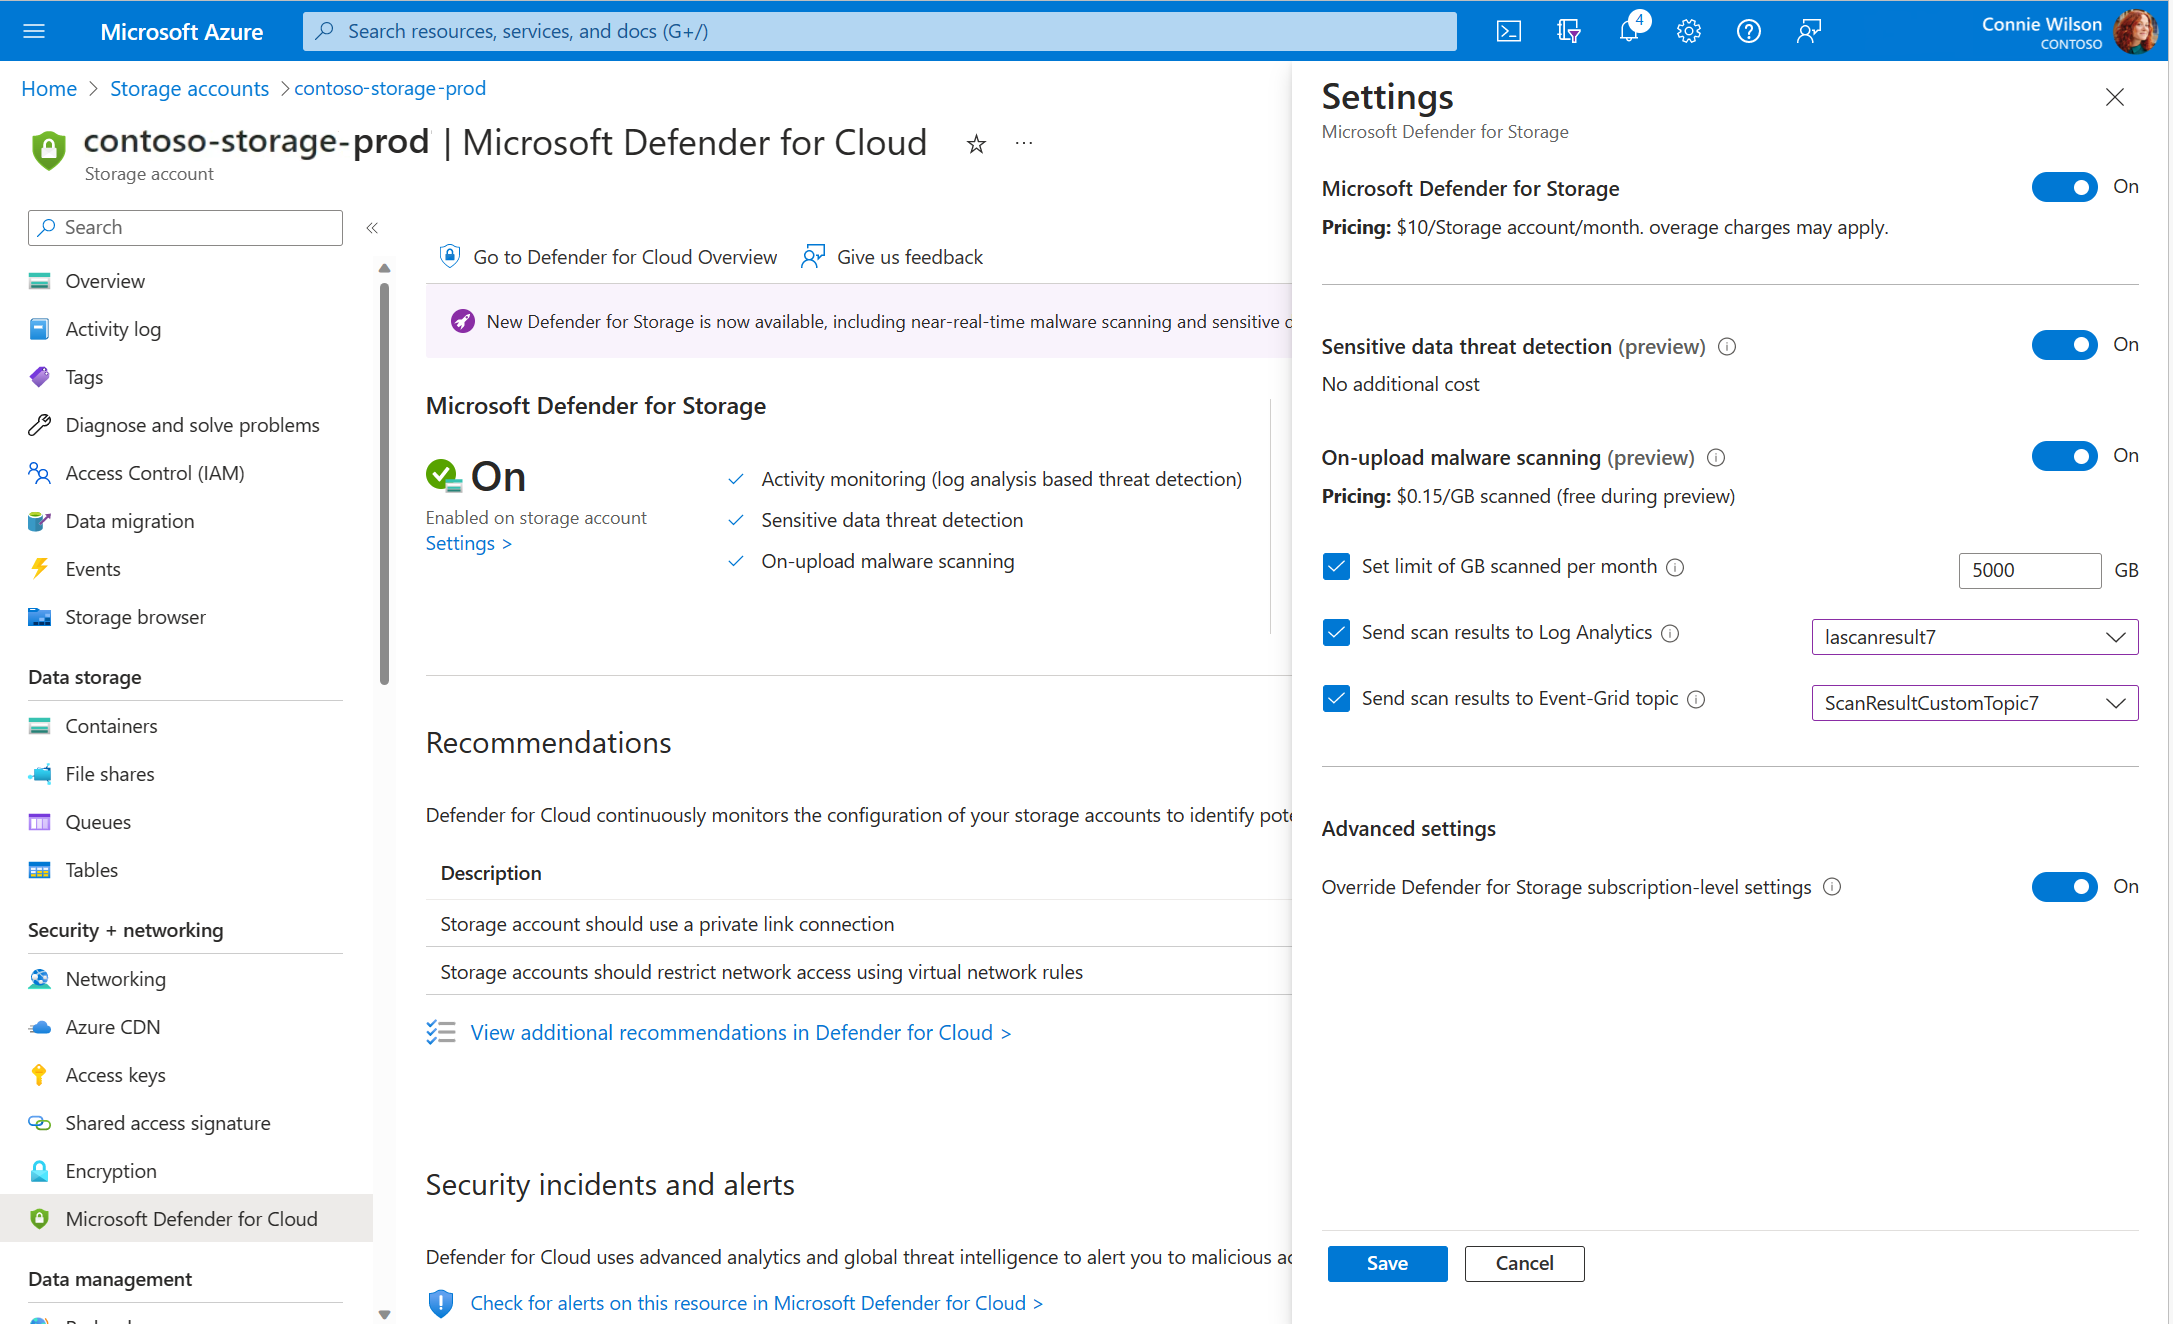 Microsoft Azure
Search resources, services, and docs (G+/)
4
Connie Wilson
CONTOSO
Home > Storage accounts > contoso-storage-prod
contoso-storage-prod | Microsoft Defender for Cloud
Storage account
Search
Overview
Activity log
Tags
Diagnose and solve problems
Access Control (IAM)
Data migration
Events
Storage browser
Data storage
Containers
File shares
Queues
Tables
Security + networking
Networking
Azure CDN
Access keys
Shared access signature
Encryption
Microsoft Defender for Cloud
Data management
Go to Defender for Cloud Overview
Give us feedback
New Defender for Storage is now available, including near-real-time malware scanning and sensitive
Microsoft Defender for Storage
On
Enabled on storage account
Settings >
Activity monitoring (log analysis based threat detection)
Sensitive data threat detection
On-upload malware scanning
Recommendations
Defender for Cloud continuously monitors the configuration of your storage accounts to identify
Description
Storage account should use a private link connection
Storage accounts should restrict network access using virtual network rules
View additional recommendations in Defender for Cloud >
Security incidents and alerts
Defender for Cloud uses advanced analytics and global threat intelligence to alert you to malicious
Check for alerts on this resource in Microsoft Defender for Cloud >
Settings
Microsoft Defender for Storage
Microsoft Defender for Storage
On
Pricing: $10/Storage account/month. overage charges may apply.
Sensitive data threat detection (preview)
On
No additional cost
On-upload malware scanning (preview)
On
Pricing: $0.15/GB scanned (free during preview)
Set limit of GB scanned per month
5000
GB
Send scan results to Log Analytics
lascanresult7
Send scan results to Event-Grid topic
ScanResultCustomTopic7
Advanced settings
Override Defender for Storage subscription-level settings
On
Save
Cancel